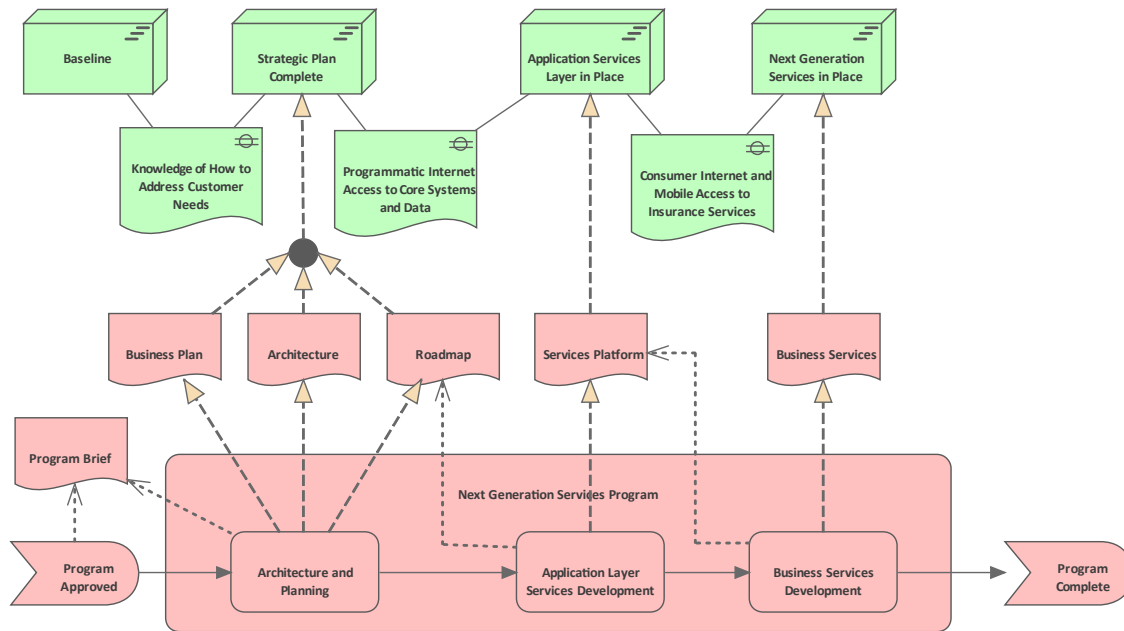 Baseline
Strategic Plan
Complete
Application Services
Layer in Place
Next Generation
Services in Place
Knowledge of How to
Address Customer
Needs
Programmatic Internet
Access to Core Systems
and Data
Consumer Internet and
Mobile Access to
Insurance Services
Business Plan
Architecture
Roadmap
Services Platform
Business Services
Program Brief
Next Generation Services Program
Program
Approved
Architecture and
Planning
Application Layer
Services Development
Business Services
Development
Program
Complete